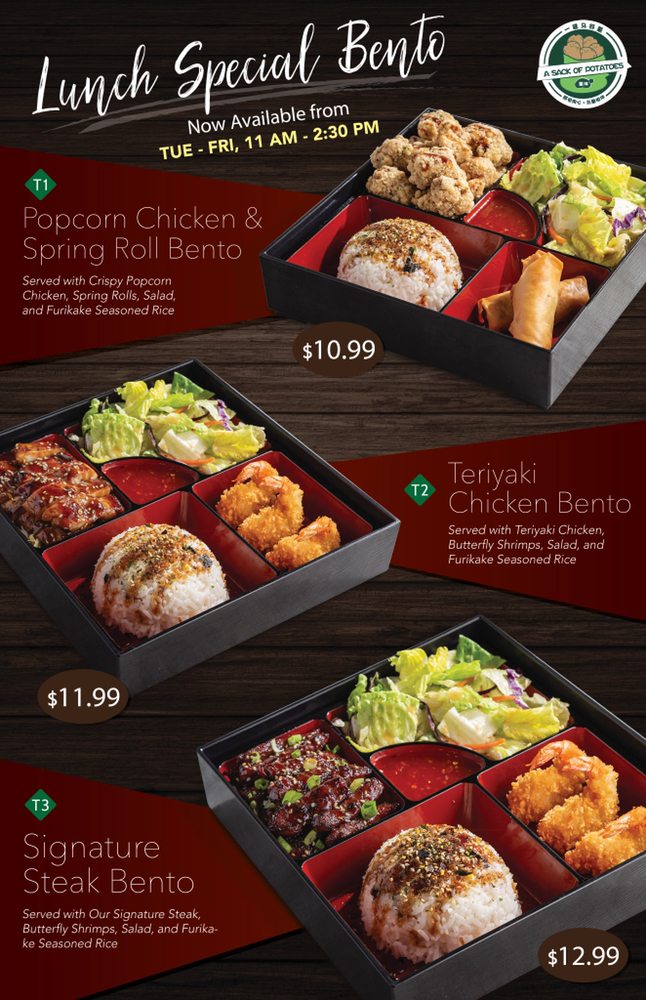 Lunch Special Bento
Now Available from
TUE - FRI, 11 AM - 2:30 PM
A SACK OF POTATOES
T1
Popcorn Chicken &
Spring Roll Bento
Served with Crispy Popcorn
Chicken, Spring Rolls, Salad,
and Furikake Seasoned Rice
$10.99
T2
Teriyaki
Chicken Bento
Served with Teriyaki Chicken,
Butterfly Shrimps, Salad, and
Furikake Seasoned Rice
$11.99
T3
Signature
Steak Bento
Served with Our Signature Steak,
Butterfly Shrimps, Salad, and Furika-
ke Seasoned Rice
$12.99